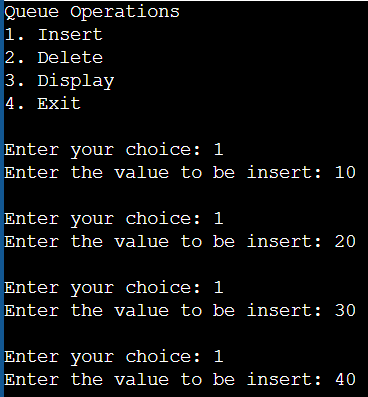 Queue Operations
1. Insert
2. Delete
3. Display
4. Exit
Enter your choice: 1
Enter the value to be insert: 10
Enter your choice: 1
Enter the value to be insert: 20
Enter your choice: 1
Enter the value to be insert: 30
Enter your choice: 1
Enter the value to be insert: 40